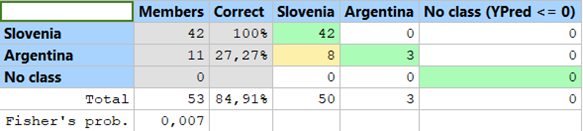 Members Correct Slovenia Argentina No class (YPred <= 0)
Slovenia 42 100% 42 0 0
Argentina 11 27,27% 8 3 0
No class 0 0 0 0
Total 53 84,91% 50 3 0
Fisher's prob. 0,007